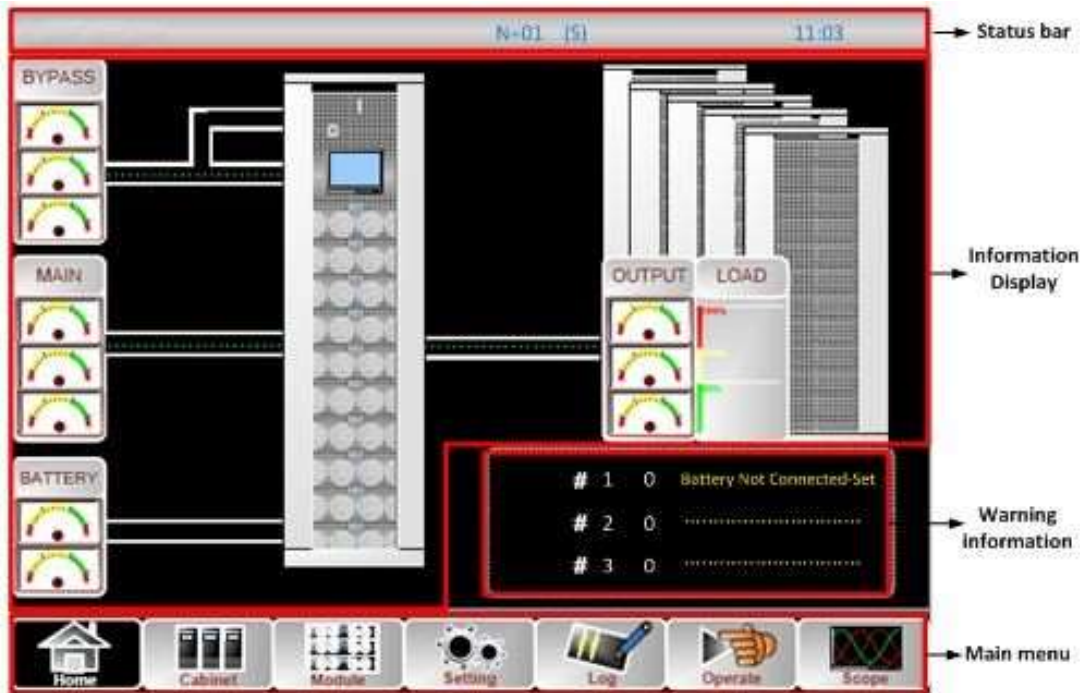 N-01 (S) 11:03
Status bar
BYPASS
MAIN
OUTPUT LOAD
Information
Display
BATTERY
# 1 0 Battery Not Connected-Set
# 2 0
# 3 0
Warning
information
Home Cabinet Module Setting Log Operate Scope
Main menu